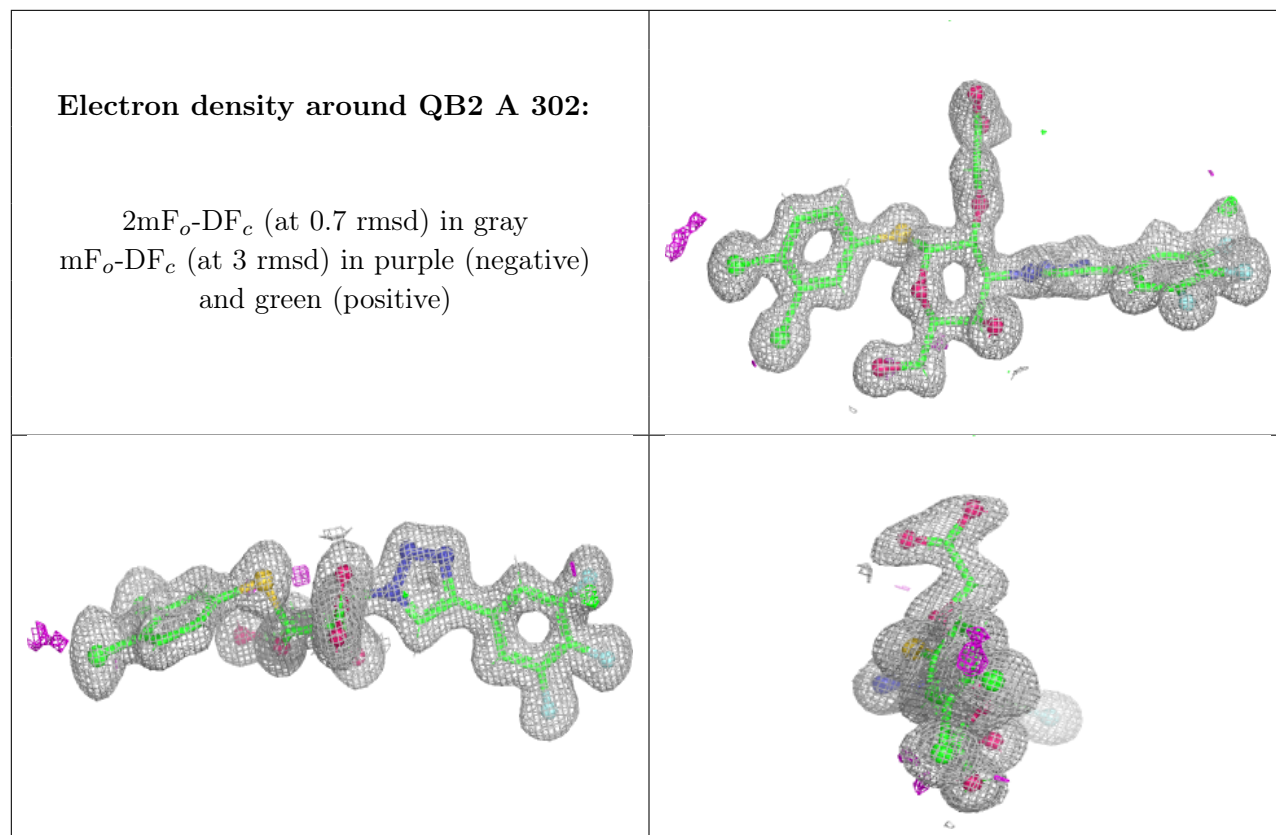 Electron density around QB2 A 302:
2mFo-DFc (at 0.7 rmsd) in gray
mFo-DFc (at 3 rmsd) in purple (negative)
and green (positive)